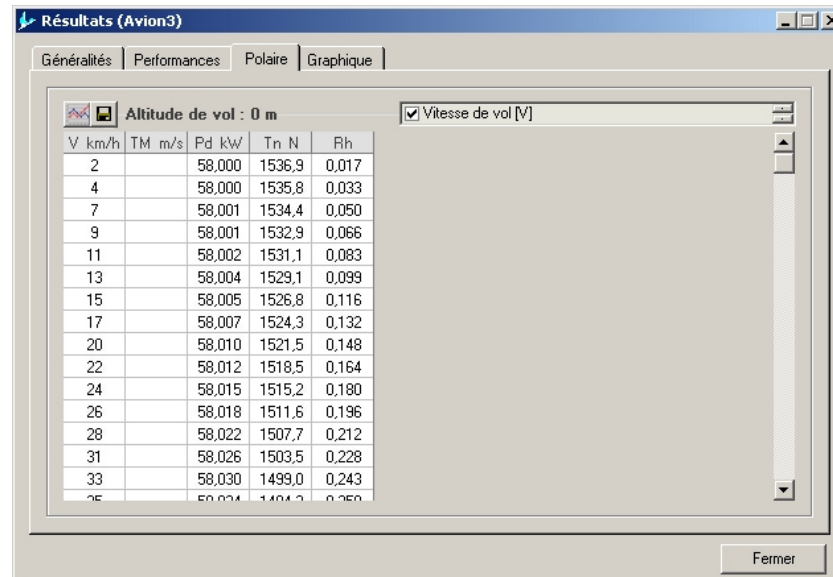 Résultats (Avion3)
Généralités Performances Polaire Graphique
Altitude de vol : 0 m
Vitesse de vol [V]
V km/h TM m/s Pd kW Tn N Rh
2 58,000 1536,9 0,017
4 58,000 1535,8 0,033
7 58,001 1534,4 0,050
9 58,001 1532,9 0,066
11 58,002 1531,1 0,083
13 58,004 1529,1 0,099
15 58,005 1526,8 0,116
17 58,007 1524,3 0,132
20 58,010 1521,5 0,148
22 58,012 1518,5 0,164
24 58,015 1515,2 0,180
26 58,018 1511,6 0,196
28 58,022 1507,7 0,212
31 58,026 1503,5 0,228
33 58,030 1499,0 0,243
Fermer